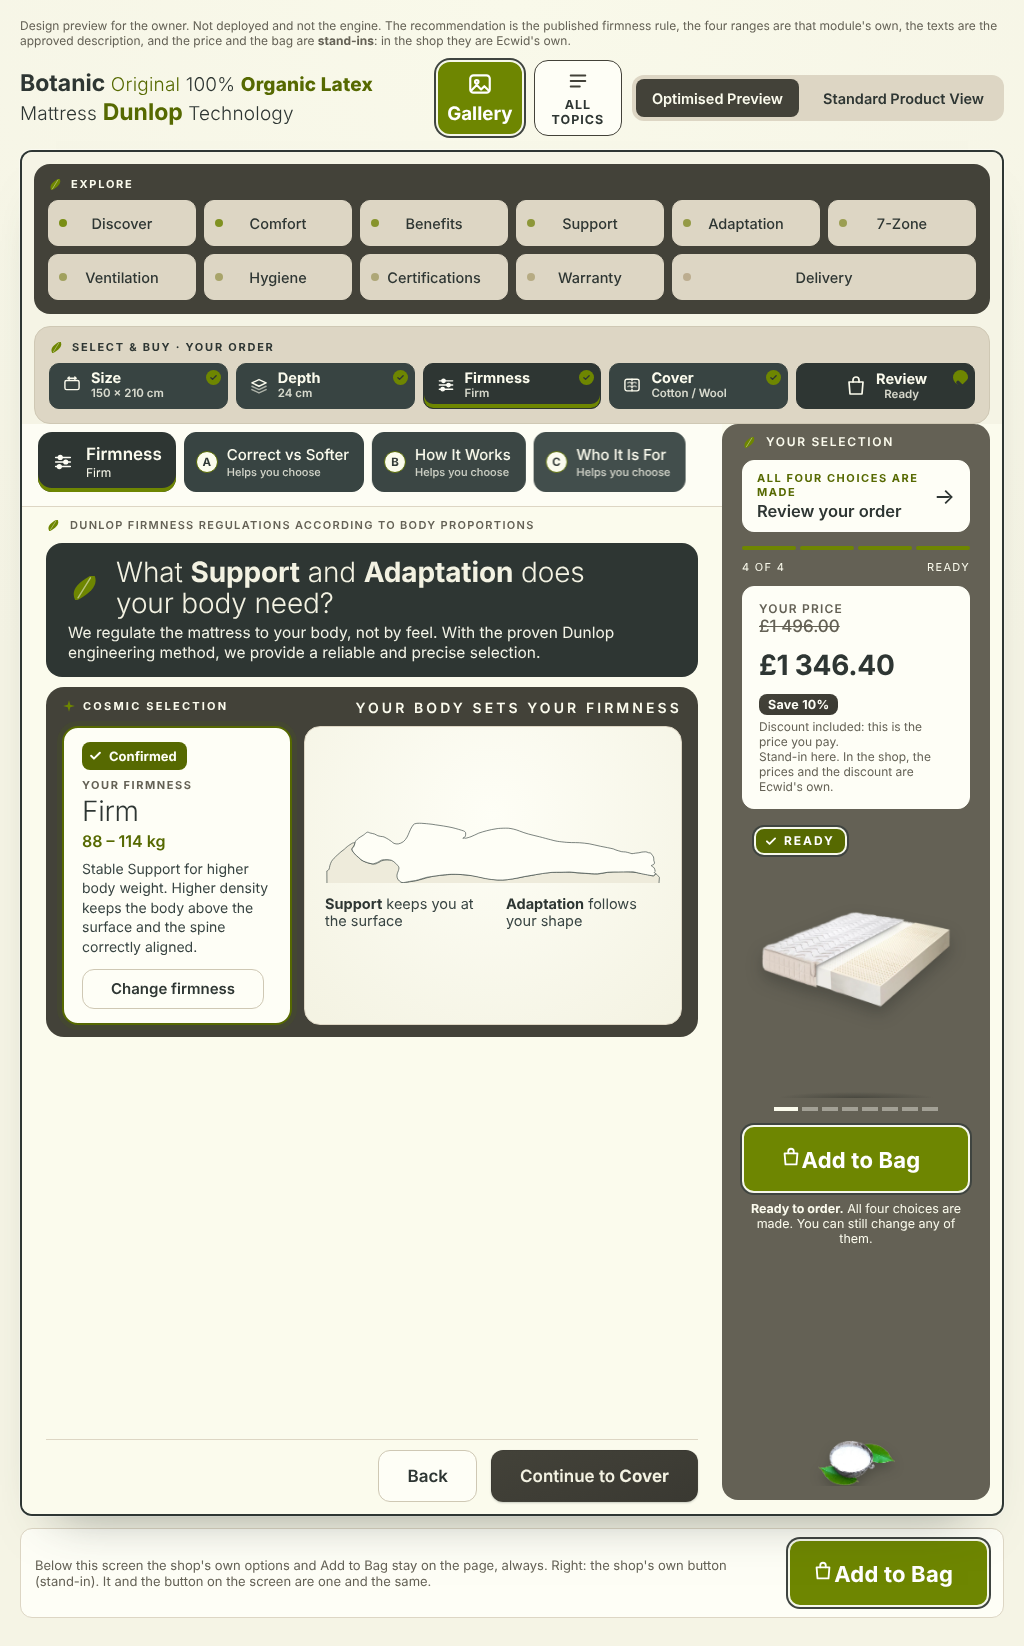 Design preview for the owner. Not deployed and not the engine. The recommendation is the published firmness rule, the four ranges are that module's own, the texts are the
approved description, and the price and the bag are stand-ins: in the shop they are Ecwid's own.
Botanic Original 100% Organic Latex
Mattress Dunlop Technology
Gallery
ALL
TOPICS
Optimised Preview
Standard Product View
EXPLORE
Discover
Comfort
Benefits
Support
Adaptation
7-Zone
Ventilation
Hygiene
Certifications
Warranty
Delivery
SELECT & BUY · YOUR ORDER
Size
150 × 210 cm
Depth
24 cm
Firmness
Firm
Cover
Cotton / Wool
Review
Ready
Firmness
Firm
A
Correct vs Softer
Helps you choose
B
How It Works
Helps you choose
C
Who It Is For
Helps you choose
DUNLOP FIRMNESS REGULATIONS ACCORDING TO BODY PROPORTIONS
What Support and Adaptation does
your body need?
We regulate the mattress to your body, not by feel. With the proven Dunlop
engineering method, we provide a reliable and precise selection.
COSMIC SELECTION
YOUR BODY SETS YOUR FIRMNESS
Confirmed
YOUR FIRMNESS
Firm
88 – 114 kg
Stable Support for higher
body weight. Higher density
keeps the body above the
surface and the spine
correctly aligned.
Change firmness
Support keeps you at
the surface
Adaptation follows
your shape
Back
Continue to Cover
YOUR SELECTION
ALL FOUR CHOICES ARE
MADE
Review your order
4 OF 4
READY
YOUR PRICE
£1 496.00
£1 346.40
Save 10%
Discount included: this is the
price you pay.
Stand-in here. In the shop, the
prices and the discount are
Ecwid's own.
READY
Add to Bag
Ready to order. All four choices are
made. You can still change any of
them.
Below this screen the shop's own options and Add to Bag stay on the page, always. Right: the shop's own button
(stand-in). It and the button on the screen are one and the same.
Add to Bag